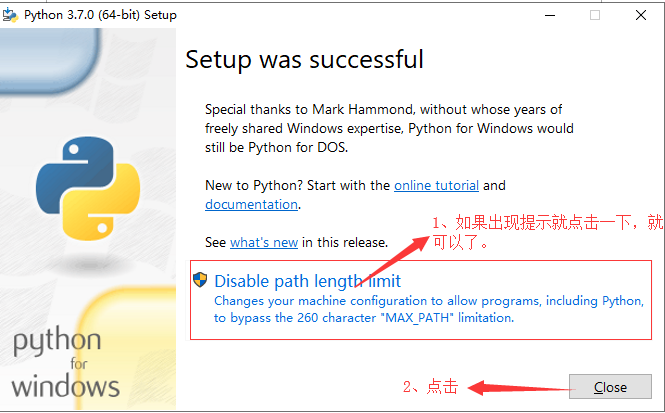 Python 3.7.0 (64-bit) Setup
Setup was successful
Special thanks to Mark Hammond, without whose years of
freely shared Windows expertise, Python for Windows would
still be Python for DOS.
New to Python? Start with the online tutorial and
documentation.
1、如果出现提示就点击一下，就
可以了。
See what's new in this release.
Disable path length limit
Changes your machine configuration to allow programs, including Python,
to bypass the 260 character "MAX_PATH" limitation.
python
for
windows
2、点击
Close